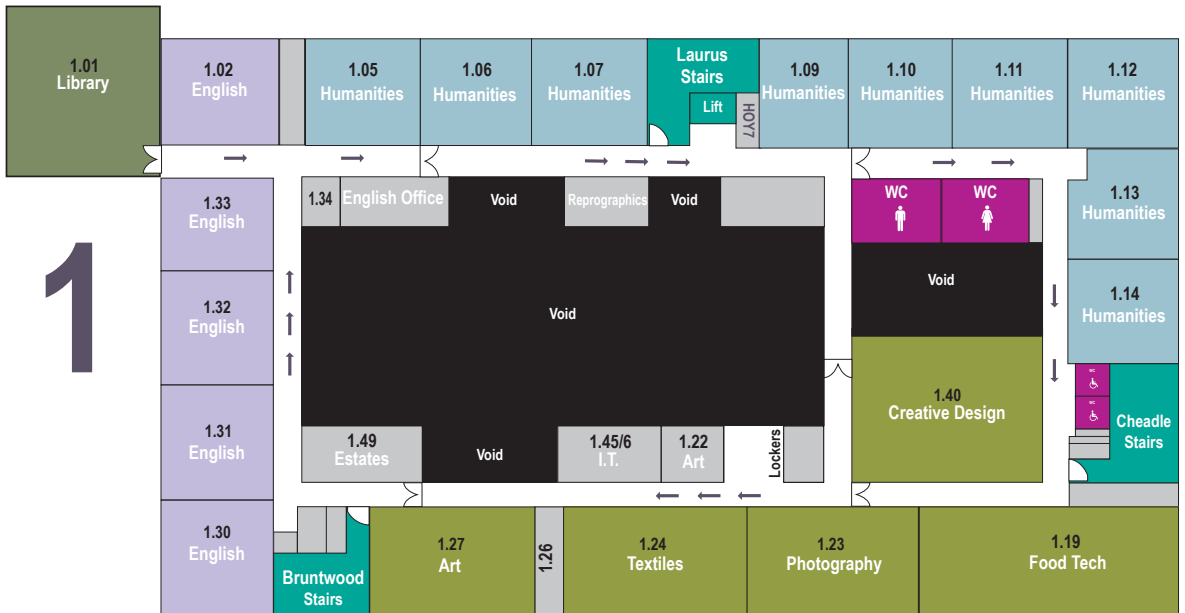 1.01
Library
1.02
English
1.05
Humanities
1.06
Humanities
1.07
Humanities
Laurus
Stairs
Lift
HOY7
1.09
Humanities
1.10
Humanities
1.11
Humanities
1.12
Humanities
1.33
English
1.34
English Office
Void
Reprographics
Void
WC
WC
1.13
Humanities
1
1.32
English
Void
Void
1.14
Humanities
1.31
English
1.49
Estates
Void
1.45/6
I.T.
1.22
Art
Lockers
1.40
Creative Design
WC
WC
Cheadle
Stairs
1.30
English
Bruntwood
Stairs
1.27
Art
1.26
1.24
Textiles
1.23
Photography
1.19
Food Tech